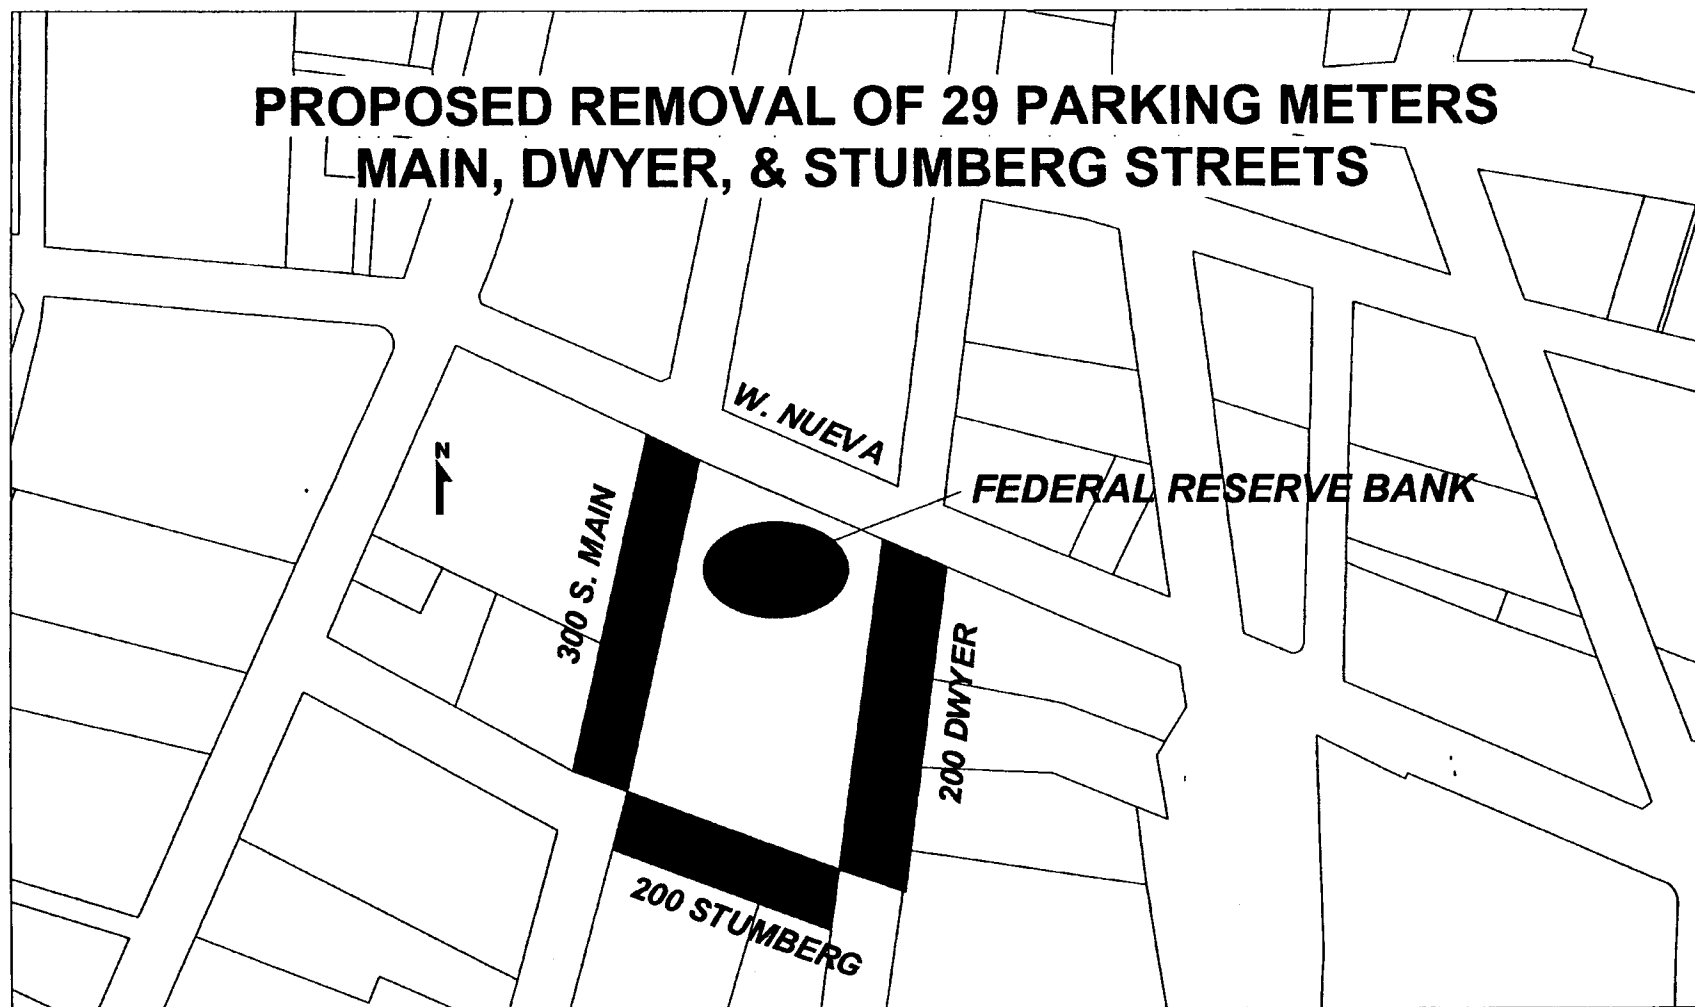 PROPOSED REMOVAL OF 29 PARKING METERS
MAIN, DWYER, & STUMBERG STREETS
W. NUEVA
N
FEDERAL RESERVE BANK
300 S. MAIN
200 DWYER
200 STUMBERG